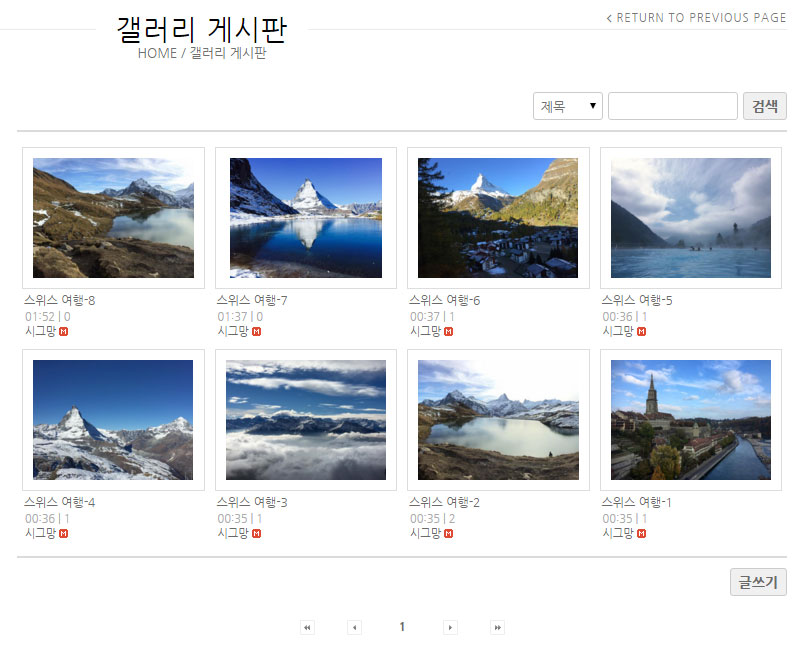 < RETURN TO PREVIOUS PAGE
갤러리 게시판
HOME / 갤러리 게시판
제목 ▼ 검색
스위스 여행-8
01:52 | 0
시그망 M
스위스 여행-7
01:37 | 0
시그망 M
스위스 여행-6
00:37 | 1
시그망 M
스위스 여행-5
00:36 | 1
시그망 M
스위스 여행-4
00:36 | 1
시그망 M
스위스 여행-3
00:35 | 1
시그망 M
스위스 여행-2
00:35 | 2
시그망 M
스위스 여행-1
00:35 | 1
시그망 M
글쓰기
1